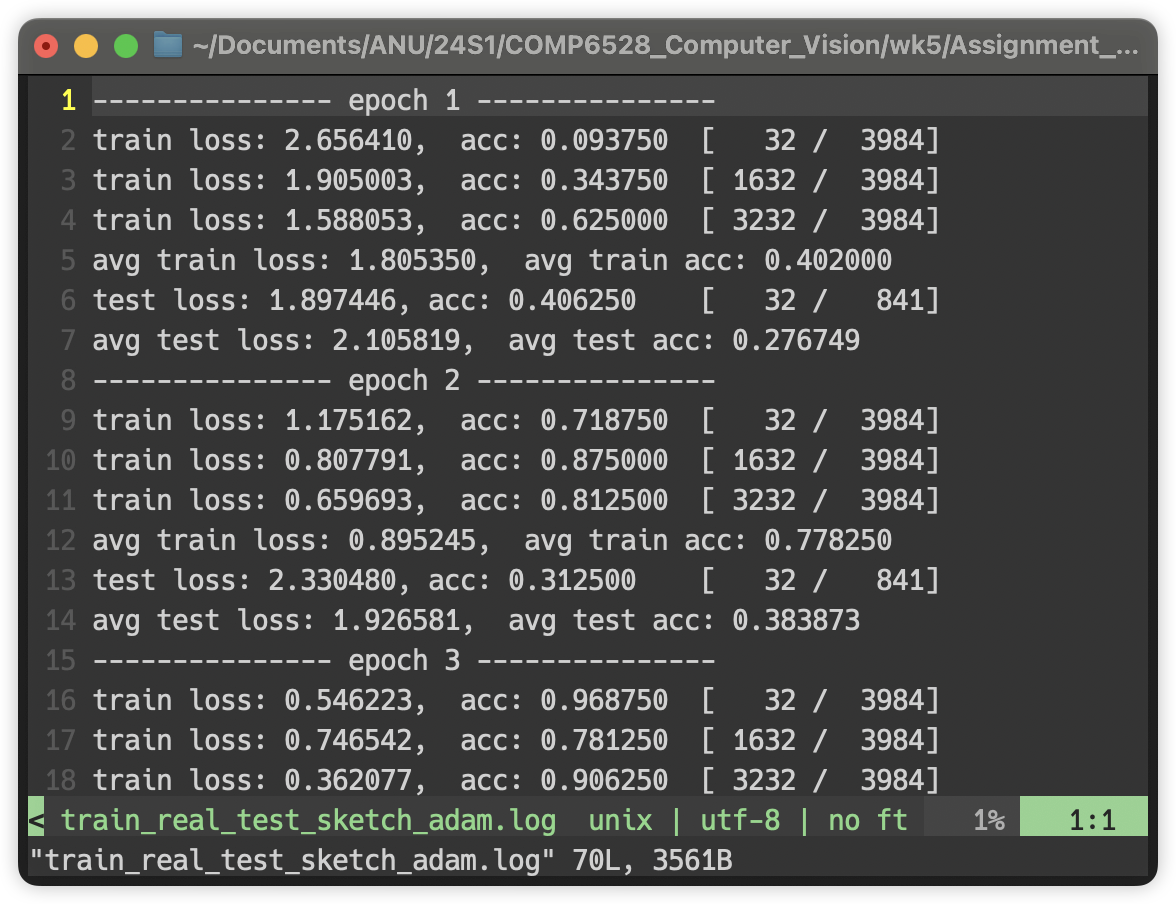 ~/Documents/ANU/24S1/COMP6528_Computer_Vision/wk5/Assignment_...
1 --------------- epoch 1 ---------------
2 train loss: 2.656410,  acc: 0.093750  [   32 /  3984]
3 train loss: 1.905003,  acc: 0.343750  [ 1632 /  3984]
4 train loss: 1.588053,  acc: 0.625000  [ 3232 /  3984]
5 avg train loss: 1.805350,  avg train acc: 0.402000
6 test loss: 1.897446, acc: 0.406250    [   32 /   841]
7 avg test loss: 2.105819,  avg test acc: 0.276749
8 --------------- epoch 2 ---------------
9 train loss: 1.175162,  acc: 0.718750  [   32 /  3984]
10 train loss: 0.807791,  acc: 0.875000  [ 1632 /  3984]
11 train loss: 0.659693,  acc: 0.812500  [ 3232 /  3984]
12 avg train loss: 0.895245,  avg train acc: 0.778250
13 test loss: 2.330480, acc: 0.312500    [   32 /   841]
14 avg test loss: 1.926581,  avg test acc: 0.383873
15 --------------- epoch 3 ---------------
16 train loss: 0.546223,  acc: 0.968750  [   32 /  3984]
17 train loss: 0.746542,  acc: 0.781250  [ 1632 /  3984]
18 train loss: 0.362077,  acc: 0.906250  [ 3232 /  3984]
< train_real_test_sketch_adam.log  unix | utf-8 | no ft    1%    1:1
"train_real_test_sketch_adam.log" 70L, 3561B